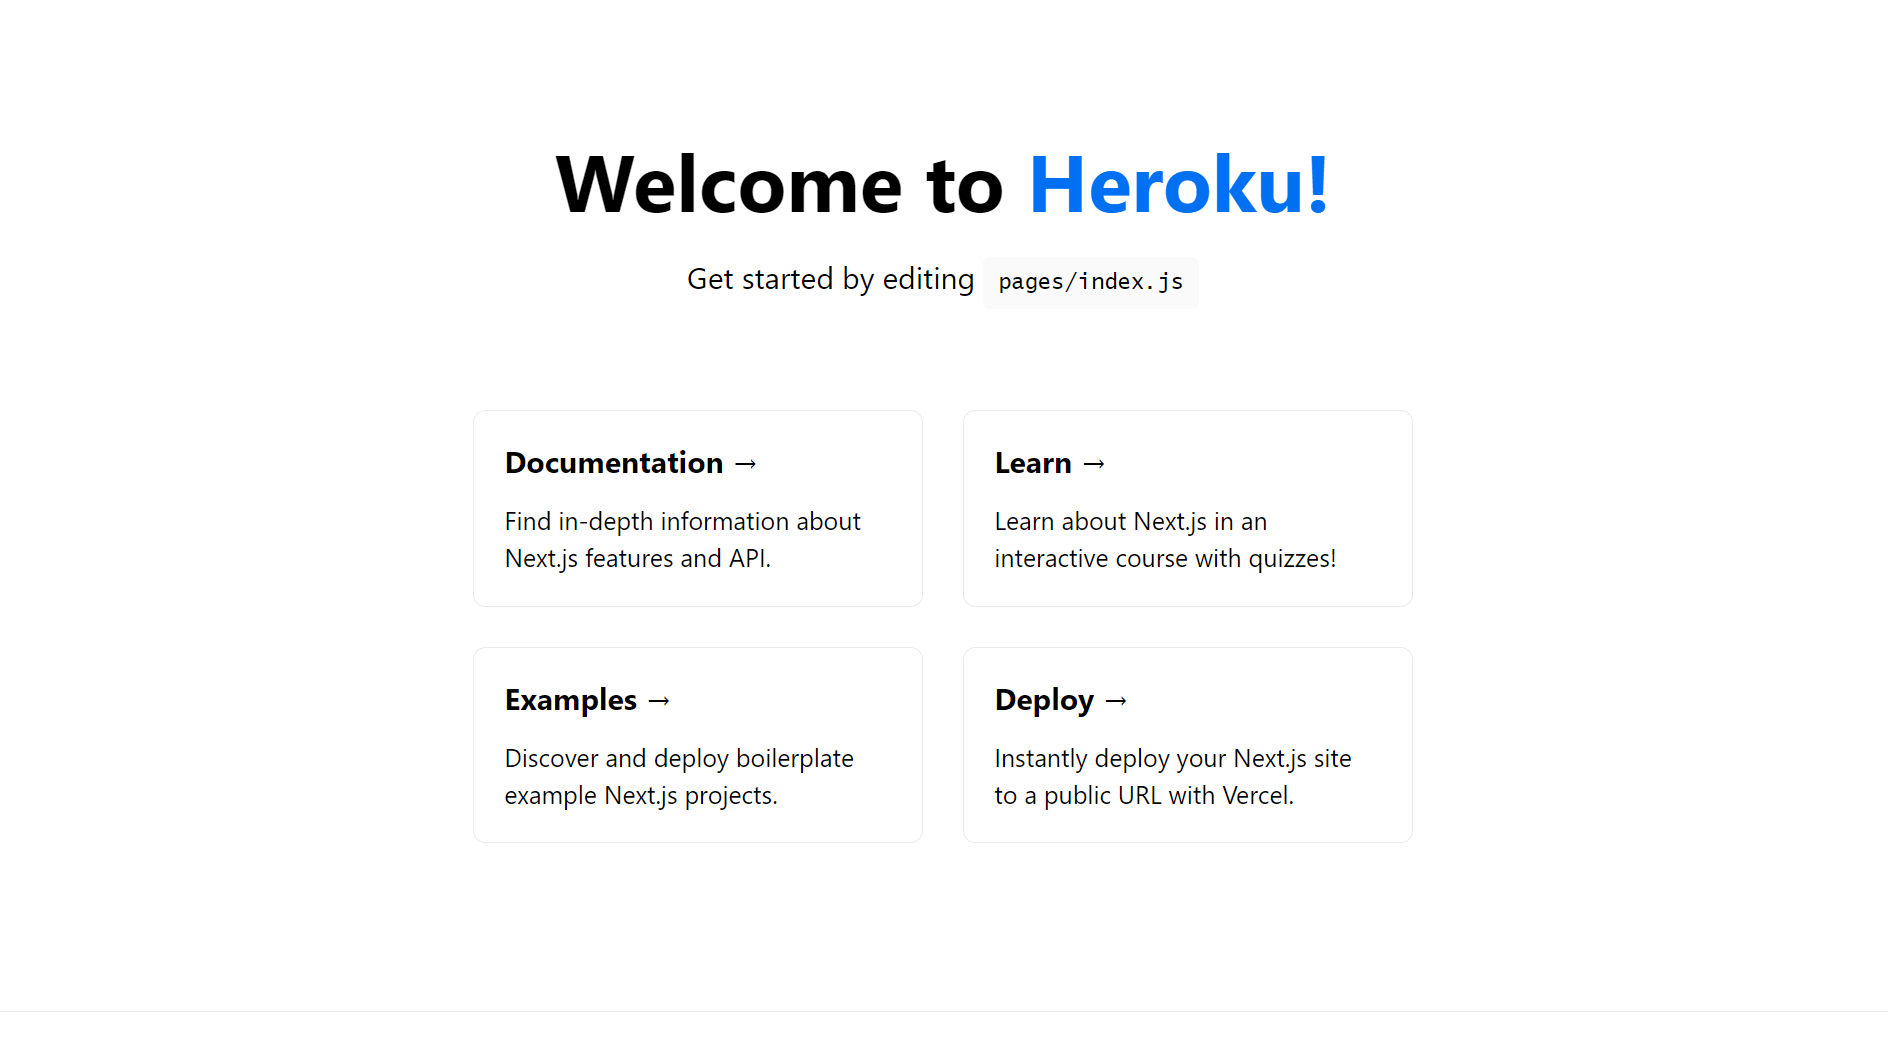 Welcome to Heroku!
Get started by editing pages/index.js
Documentation →
Find in-depth information about
Next.js features and API.
Learn →
Learn about Next.js in an
interactive course with quizzes!
Examples →
Discover and deploy boilerplate
example Next.js projects.
Deploy →
Instantly deploy your Next.js site
to a public URL with Vercel.